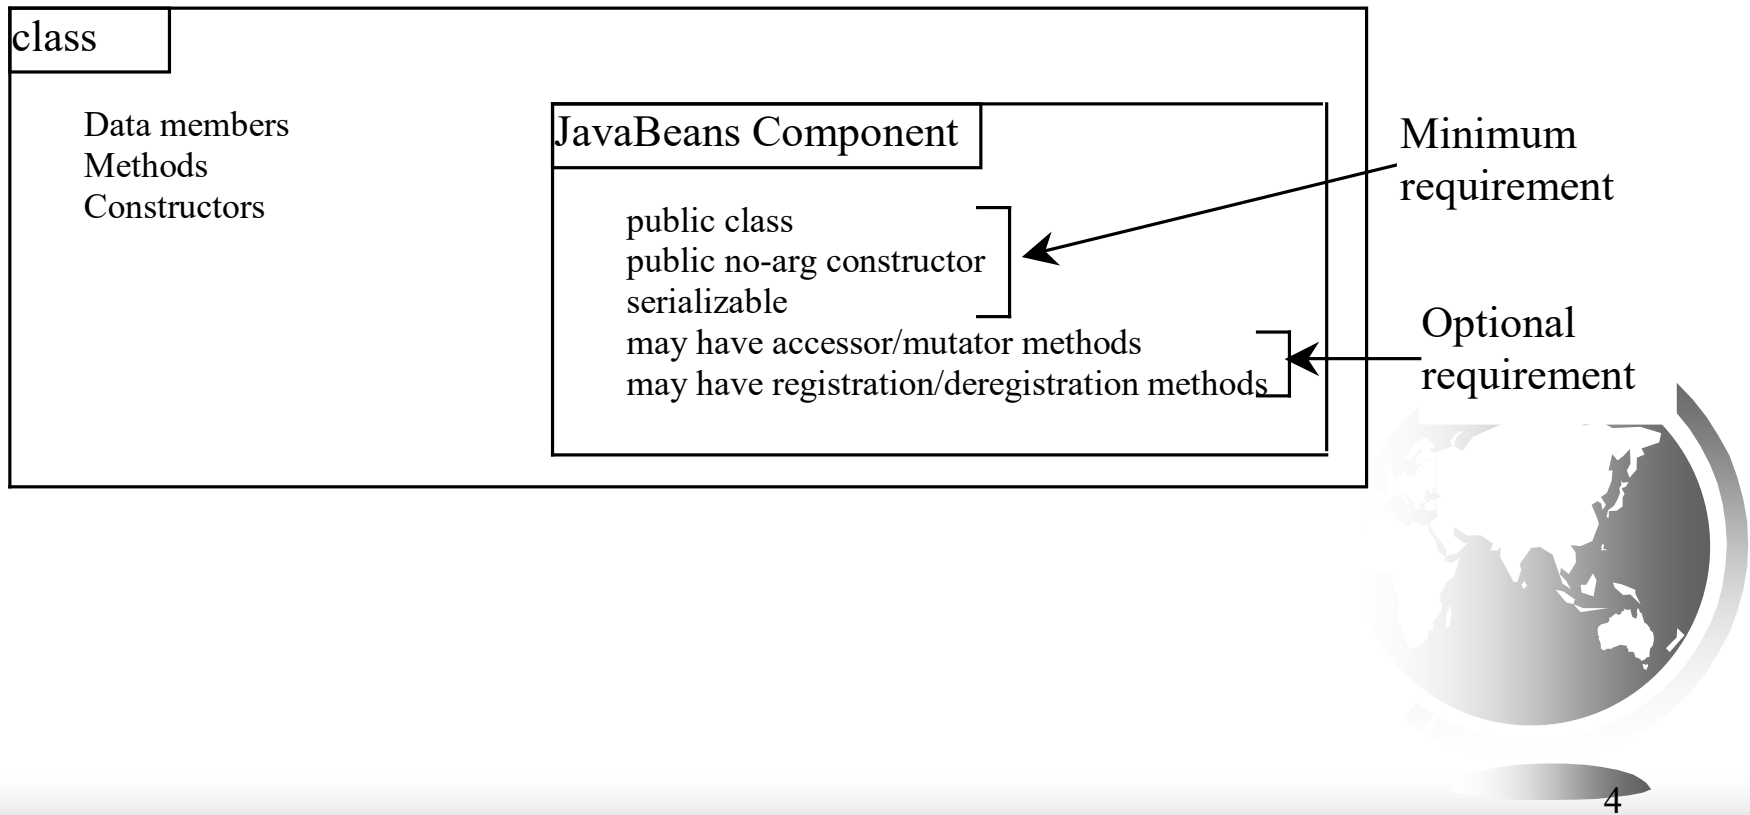 class
Data members
Methods
Constructors
JavaBeans Component
public class
public no-arg constructor
serializable
may have accessor/mutator methods
may have registration/deregistration methods
Minimum
requirement
Optional
requirement
4